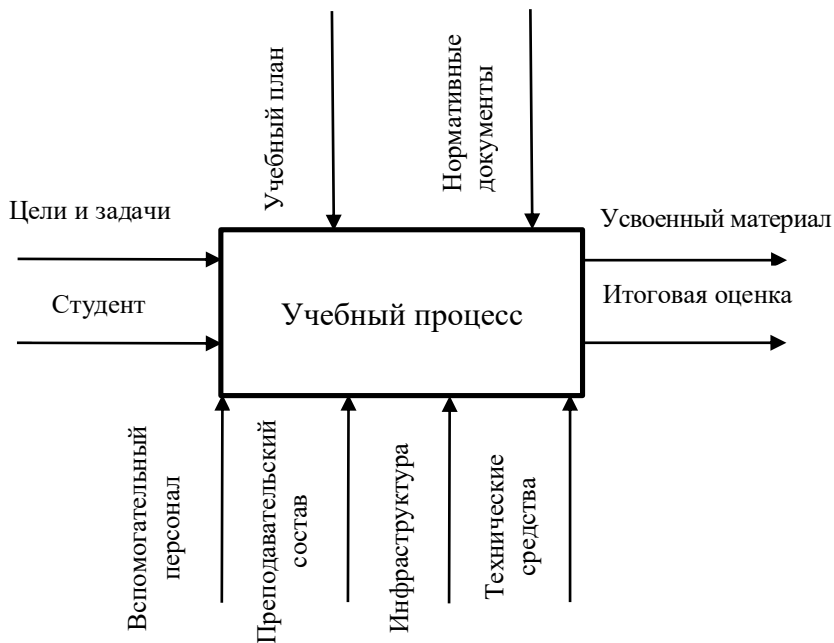 Учебный план
Нормативные
документы
Цели и задачи
Усвоенный материал
Студент
Учебный процесс
Итоговая оценка
Вспомогательный
персонал
Преподавательский
состав
Инфраструктура
Технические
средства